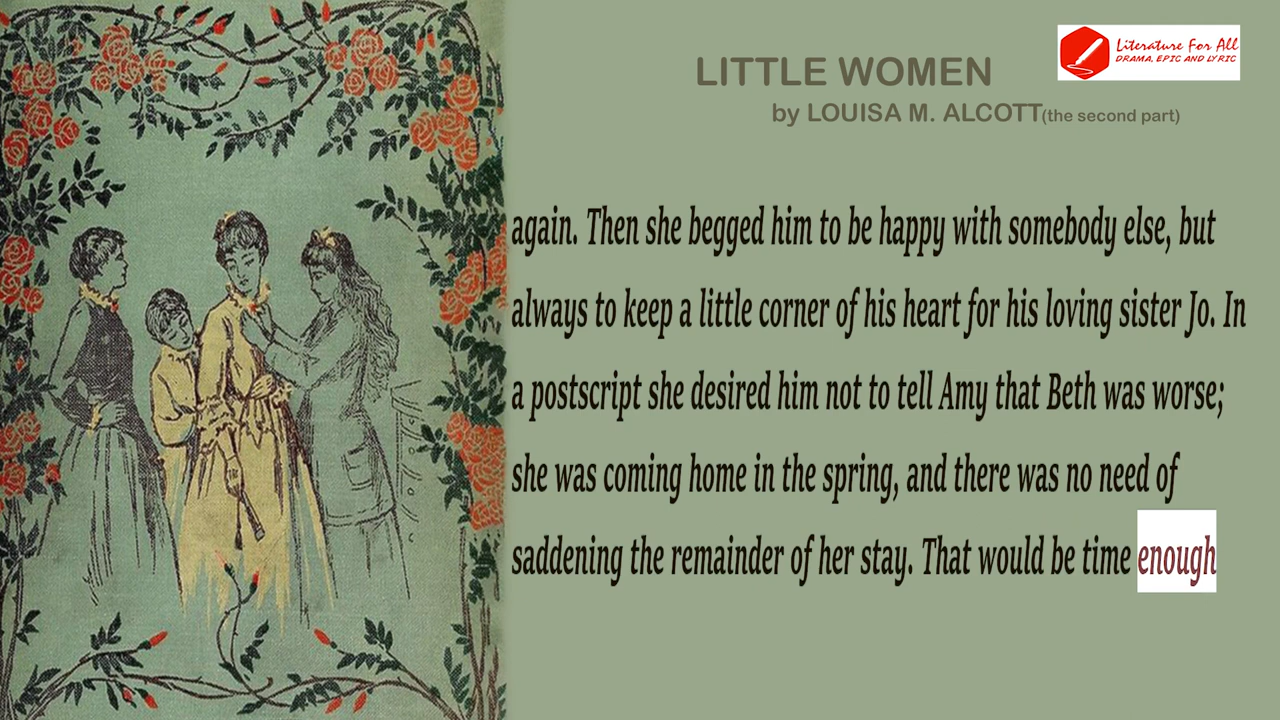 LITTLE WOMEN
by LOUISA M. ALCOTT(the second part)
Literature For All
DRAMA, EPIC AND LYRIC
again. Then she begged him to be happy with somebody else, but
always to keep a little corner of his heart for his loving sister Jo. In
a postscript she desired him not to tell Amy that Beth was worse;
she was coming home in the spring, and there was no need of
saddening the remainder of her stay. That would be time enough